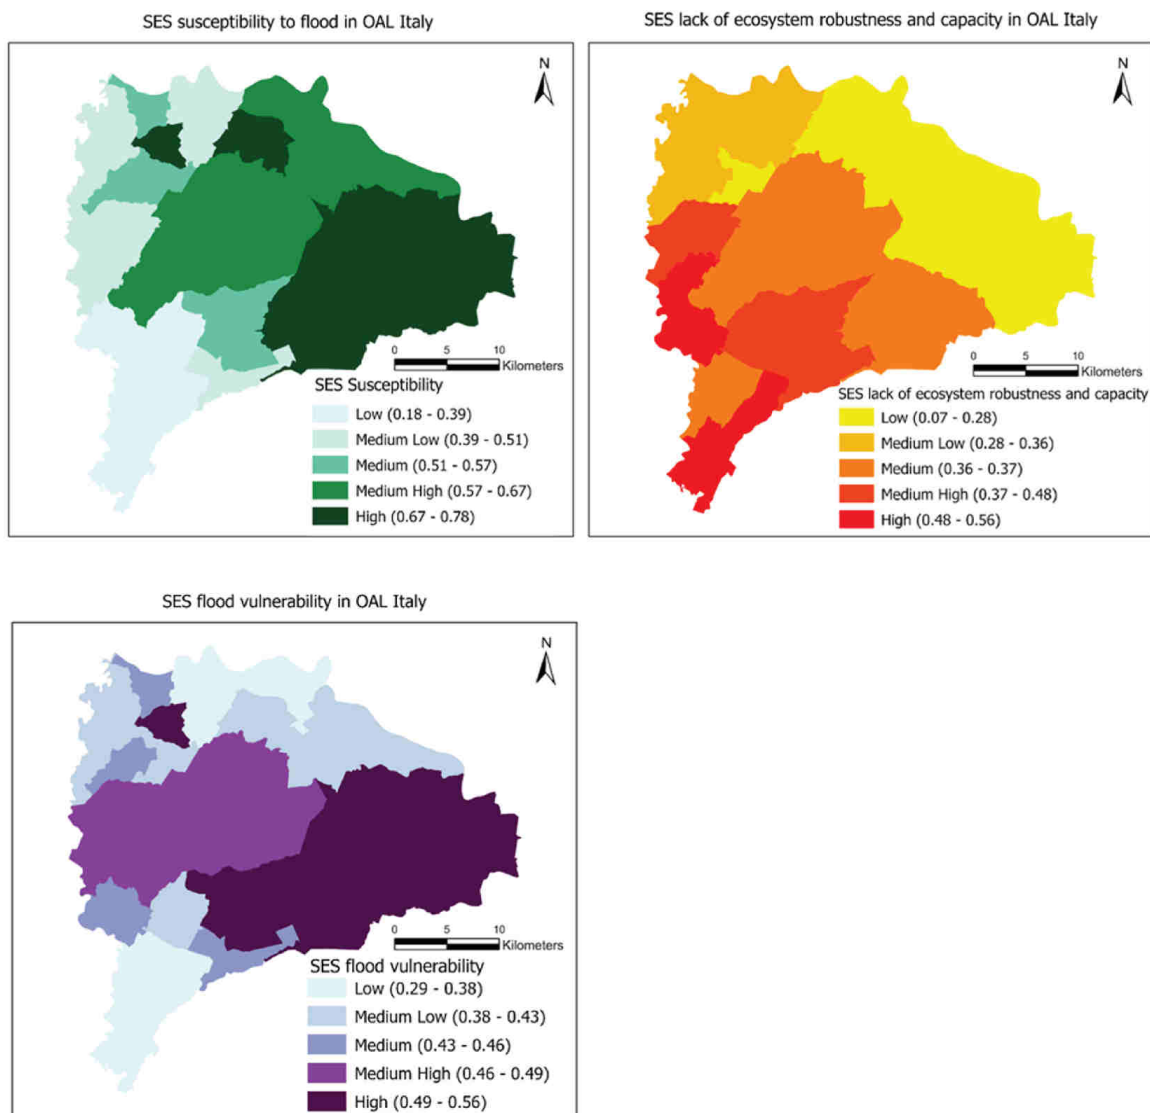 SES susceptibility to flood in OAL Italy
N
0 5 10
Kilometers
SES Susceptibility
Low (0.18 - 0.39)
Medium Low (0.39 - 0.51)
Medium (0.51 - 0.57)
Medium High (0.57 - 0.67)
High (0.67 - 0.78)
SES lack of ecosystem robustness and capacity in OAL Italy
N
0 5 10
Kilometers
SES lack of ecosystem robustness and capacity
Low (0.07 - 0.28)
Medium Low (0.28 - 0.36)
Medium (0.36 - 0.37)
Medium High (0.37 - 0.48)
High (0.48 - 0.56)
SES flood vulnerability in OAL Italy
N
0 5 10
Kilometers
SES flood vulnerability
Low (0.29 - 0.38)
Medium Low (0.38 - 0.43)
Medium (0.43 - 0.46)
Medium High (0.46 - 0.49)
High (0.49 - 0.56)